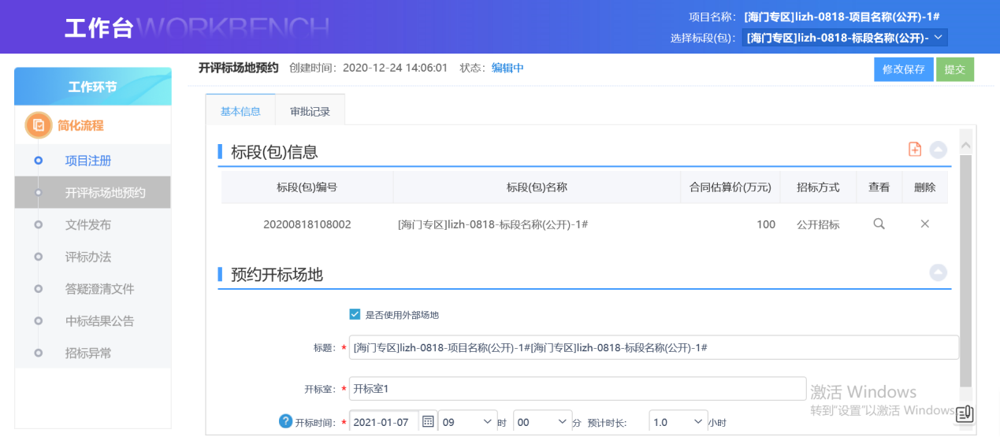 工作台WORKBENCH
项目名称: [海门专区]lizh-0818-项目名称(公开)-1#
选择标段(包): [海门专区]lizh-0818-标段名称(公开)-
开评标场地预约 创建时间: 2020-12-24 14:06:01 状态: 编辑中 修改保存 提交
工作环节
简化流程
项目注册
开评标场地预约
文件发布
评标办法
答疑澄清文件
中标结果公告
招标异常
基本信息 审批记录
标段(包)信息
标段(包)编号 标段(包)名称 合同估算价(万元) 招标方式 查看 删除
20200818108002 [海门专区]lizh-0818-标段名称(公开)-1# 100 公开招标
预约开标场地
是否使用外部场地
标题: * [海门专区]lizh-0818-项目名称(公开)-1#[海门专区]lizh-0818-标段名称(公开)-1#
开标室: * 开标室1
? 开标时间: * 2021-01-07 09 时 00 分 预计时长: 1.0 小时
激活 Windows
转到"设置"以激活 Windows